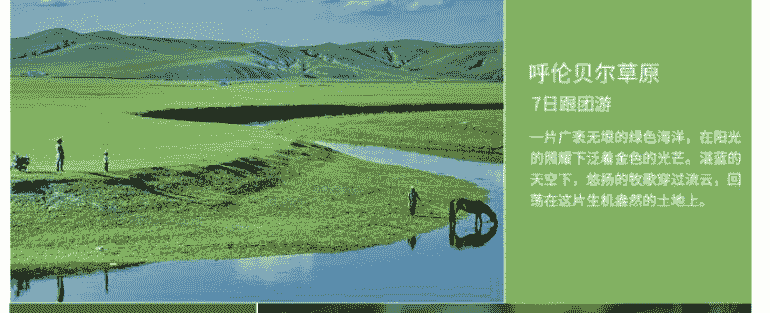 呼伦贝尔草原
7日跟团游
一片广袤无垠的绿色海洋，在阳光
的照耀下泛着金色的光芒。湛蓝的
天空下，悠扬的牧歌穿过流云，回
荡在这片生机盎然的土地上。